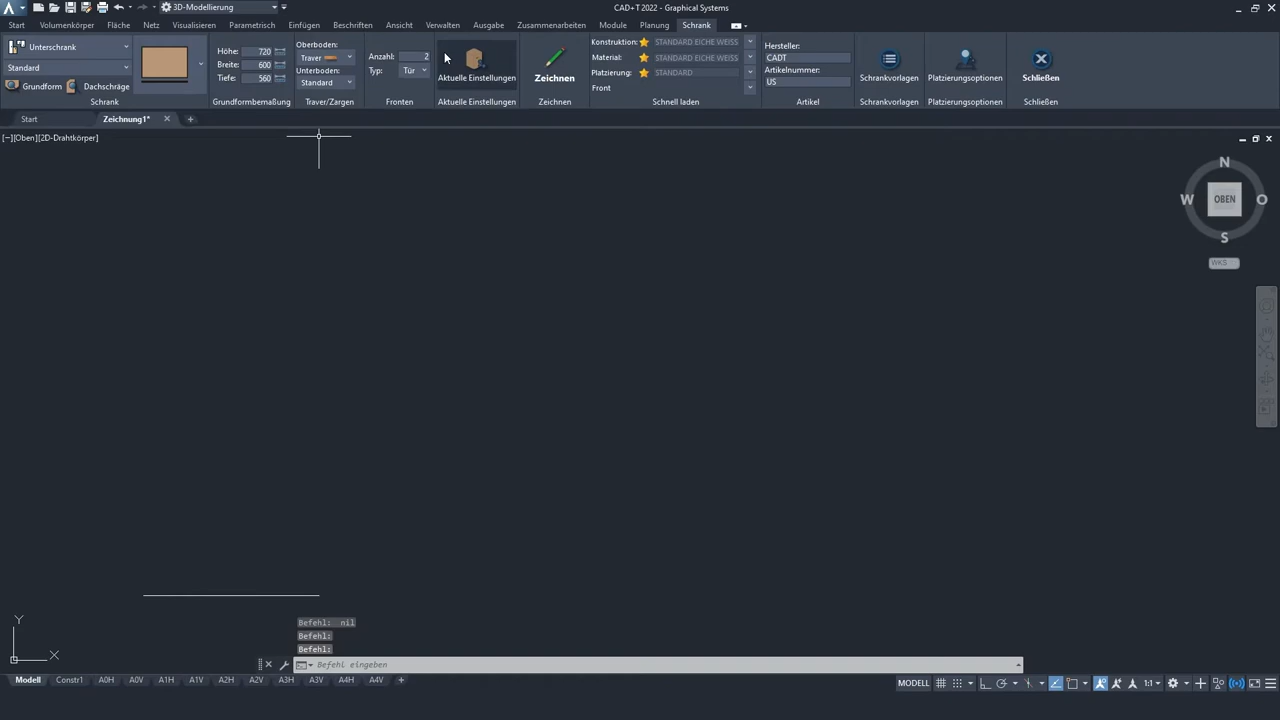 3D-Modellierung
CAD+T 2022 - Graphical Systems
Start Volumenkörper Fläche Netz Visualisieren Parametrisch Einfügen Beschriften Ansicht Verwalten Ausgabe Zusammenarbeiten Module Planung Schrank
Unterschrank
Standard
Grundform Dachschräge
Schrank
Höhe: 720
Breite: 600
Tiefe: 560
Grundformbemaßung
Oberboden:
Traver
Unterboden:
Standard
Traver/Zargen
Anzahl: 2
Typ: Tür
Fronten
Aktuelle Einstellungen
Aktuelle Einstellungen
Zeichnen
Zeichnen
Konstruktion: STANDARD EICHE WEISS
Material: STANDARD EICHE WEISS
Platzierung: STANDARD
Front
Schnell laden
Hersteller:
CADT
Artikelnummer:
US
Artikel
Schrankvorlagen
Schrankvorlagen
Platzierungsoptionen
Platzierungsoptionen
Schließen
Schließen
Start Zeichnung1*
[−][Oben][2D-Drahtkörper]
N
W OBEN O
S
WKS
Y
X
Befehl: nil
Befehl:
Befehl:
Befehl eingeben
Modell Constr1 A0H A0V A1H A1V A2H A2V A3H A3V A4H A4V
MODELL 1:1